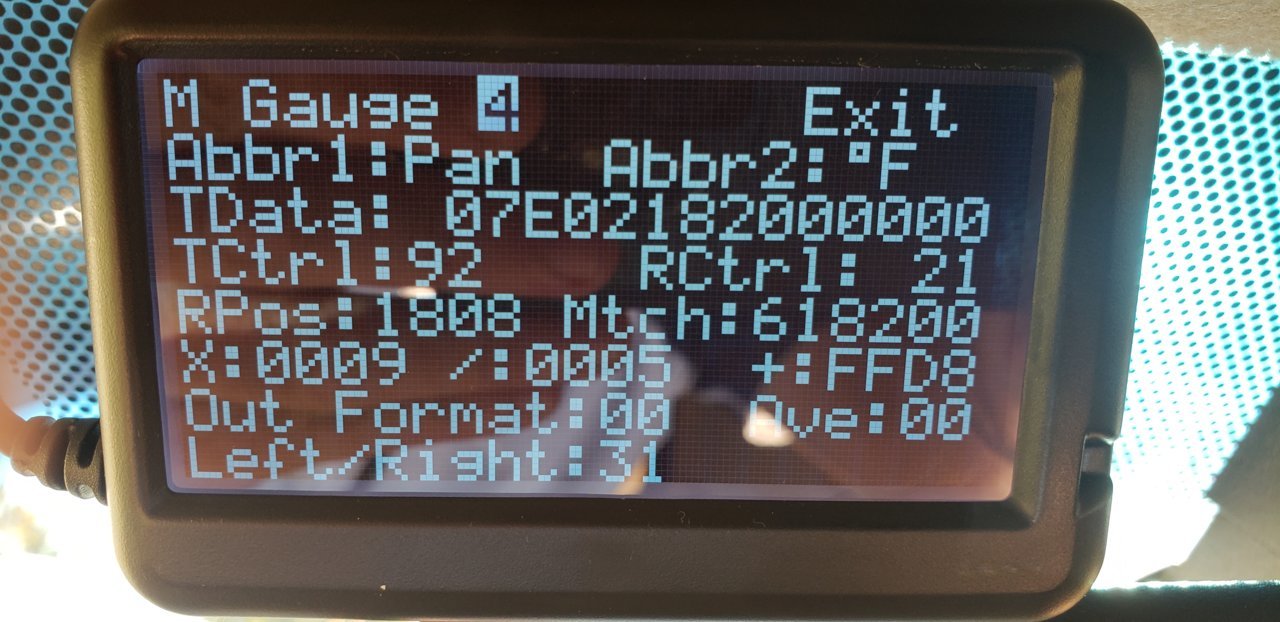 M Gauge 4 Exit
Abbr1:Pan Abbr2:°F
TData: 07E02182000000
TCtrl:92 RCtrl: 21
RPos:1808 Mtch:618200
X:0009 /:0005 +:FFD8
Out Format:00 Ave:00
Left/Right:31